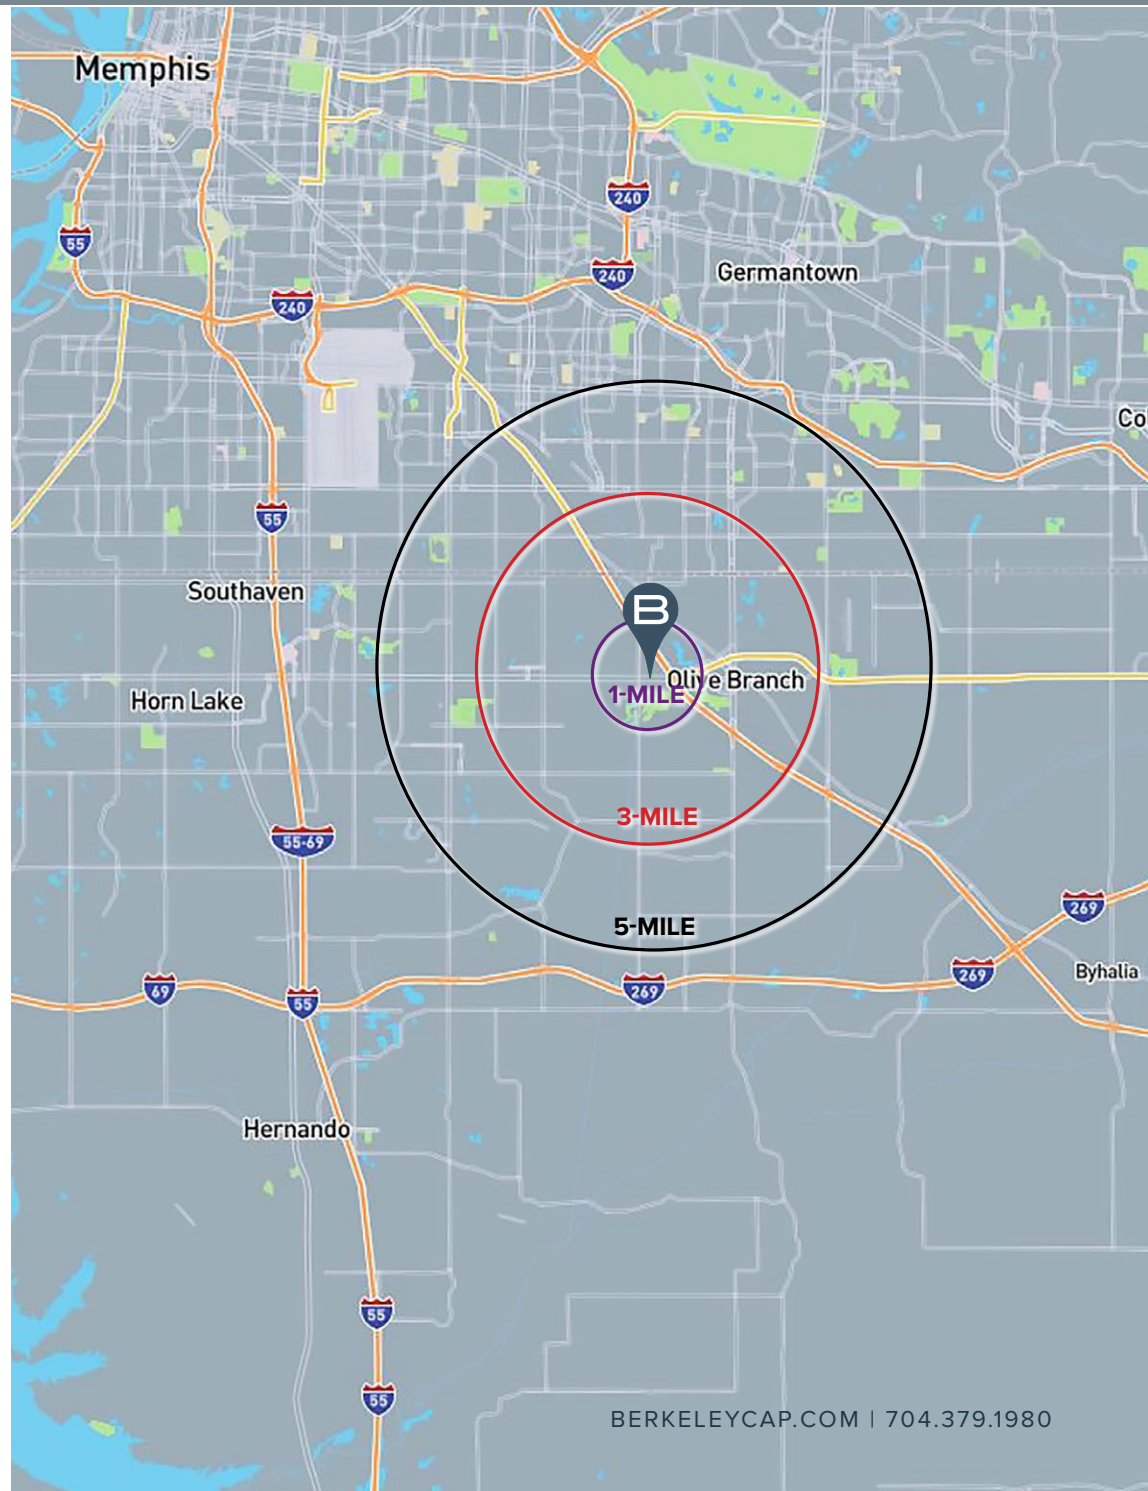 Memphis
240
55
240
Germantown
240
Co
55
Southaven
B
Olive Branch
1-MILE
Horn Lake
3-MILE
55-69
269
5-MILE
269
Byhalia
69
269
55
Hernando
55
55
BERKELEYCAP.COM | 704.379.1980